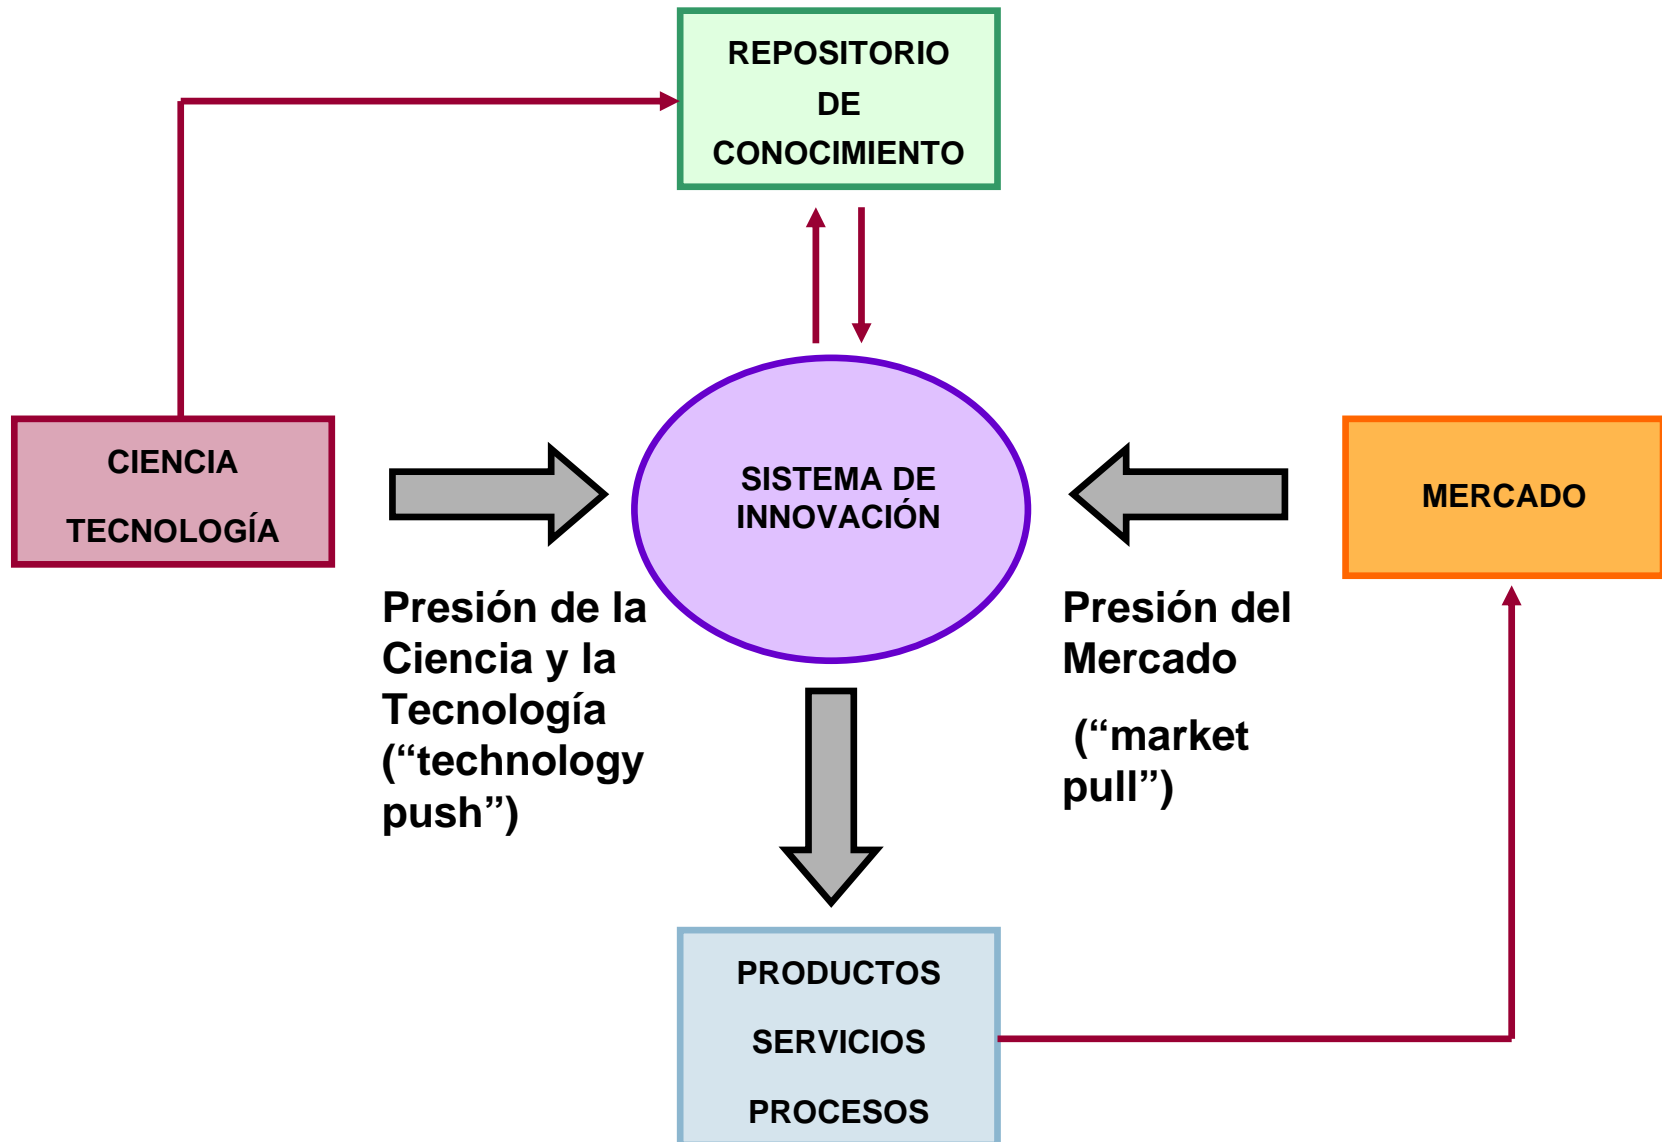 REPOSITORIO
DE
CONOCIMIENTO
CIENCIA
TECNOLOGÍA
SISTEMA DE
INNOVACIÓN
MERCADO
Presión de la
Ciencia y la
Tecnología
(“technology
push”)
Presión del
Mercado
(“market
pull”)
PRODUCTOS
SERVICIOS
PROCESOS